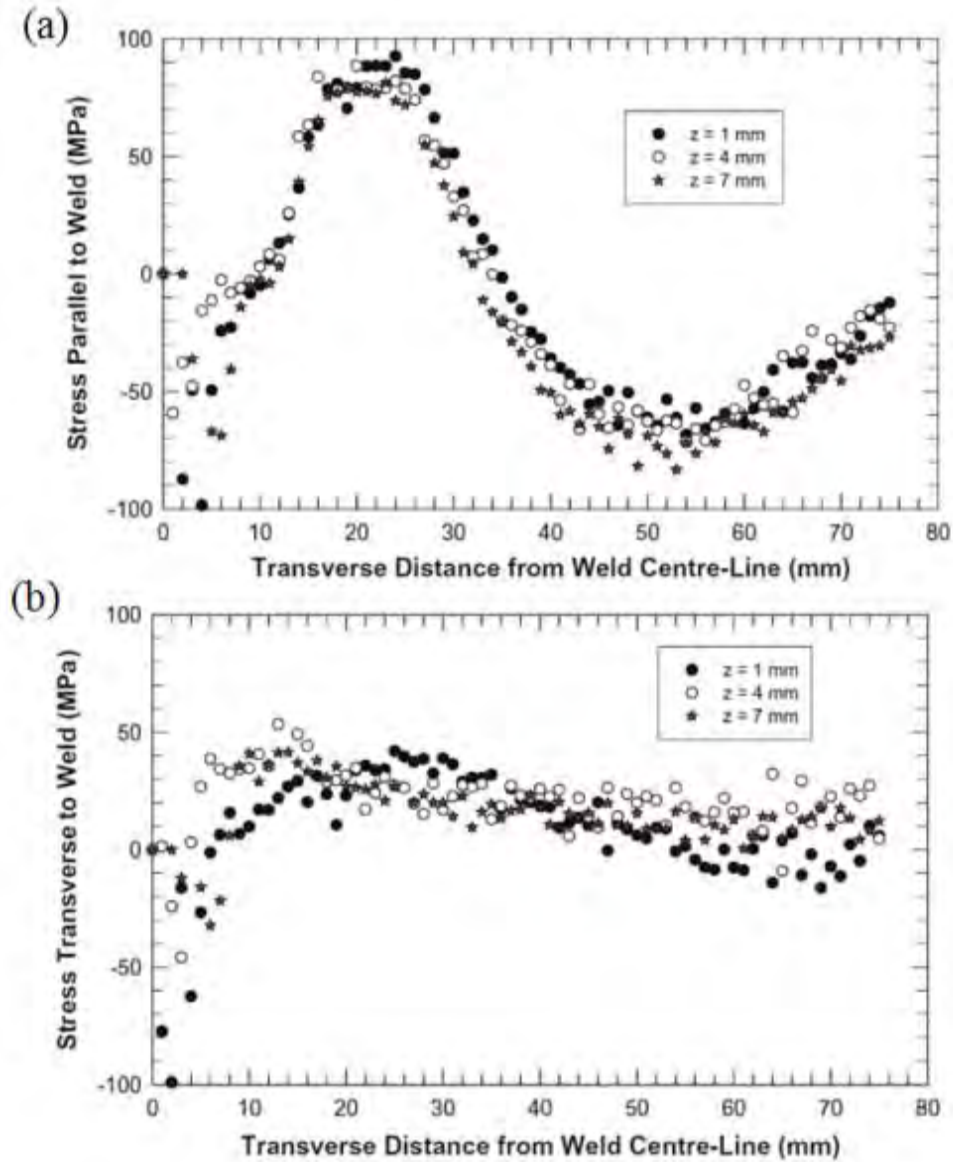 (a)
100
50
0
-50
-100
Stress Parallel to Weld (MPa)
z = 1 mm
z = 4 mm
z = 7 mm
0 10 20 30 40 50 60 70 80
Transverse Distance from Weld Centre-Line (mm)
(b)
100
50
0
-50
-100
Stress Transverse to Weld (MPa)
z = 1 mm
z = 4 mm
z = 7 mm
0 10 20 30 40 50 60 70 80
Transverse Distance from Weld Centre-Line (mm)